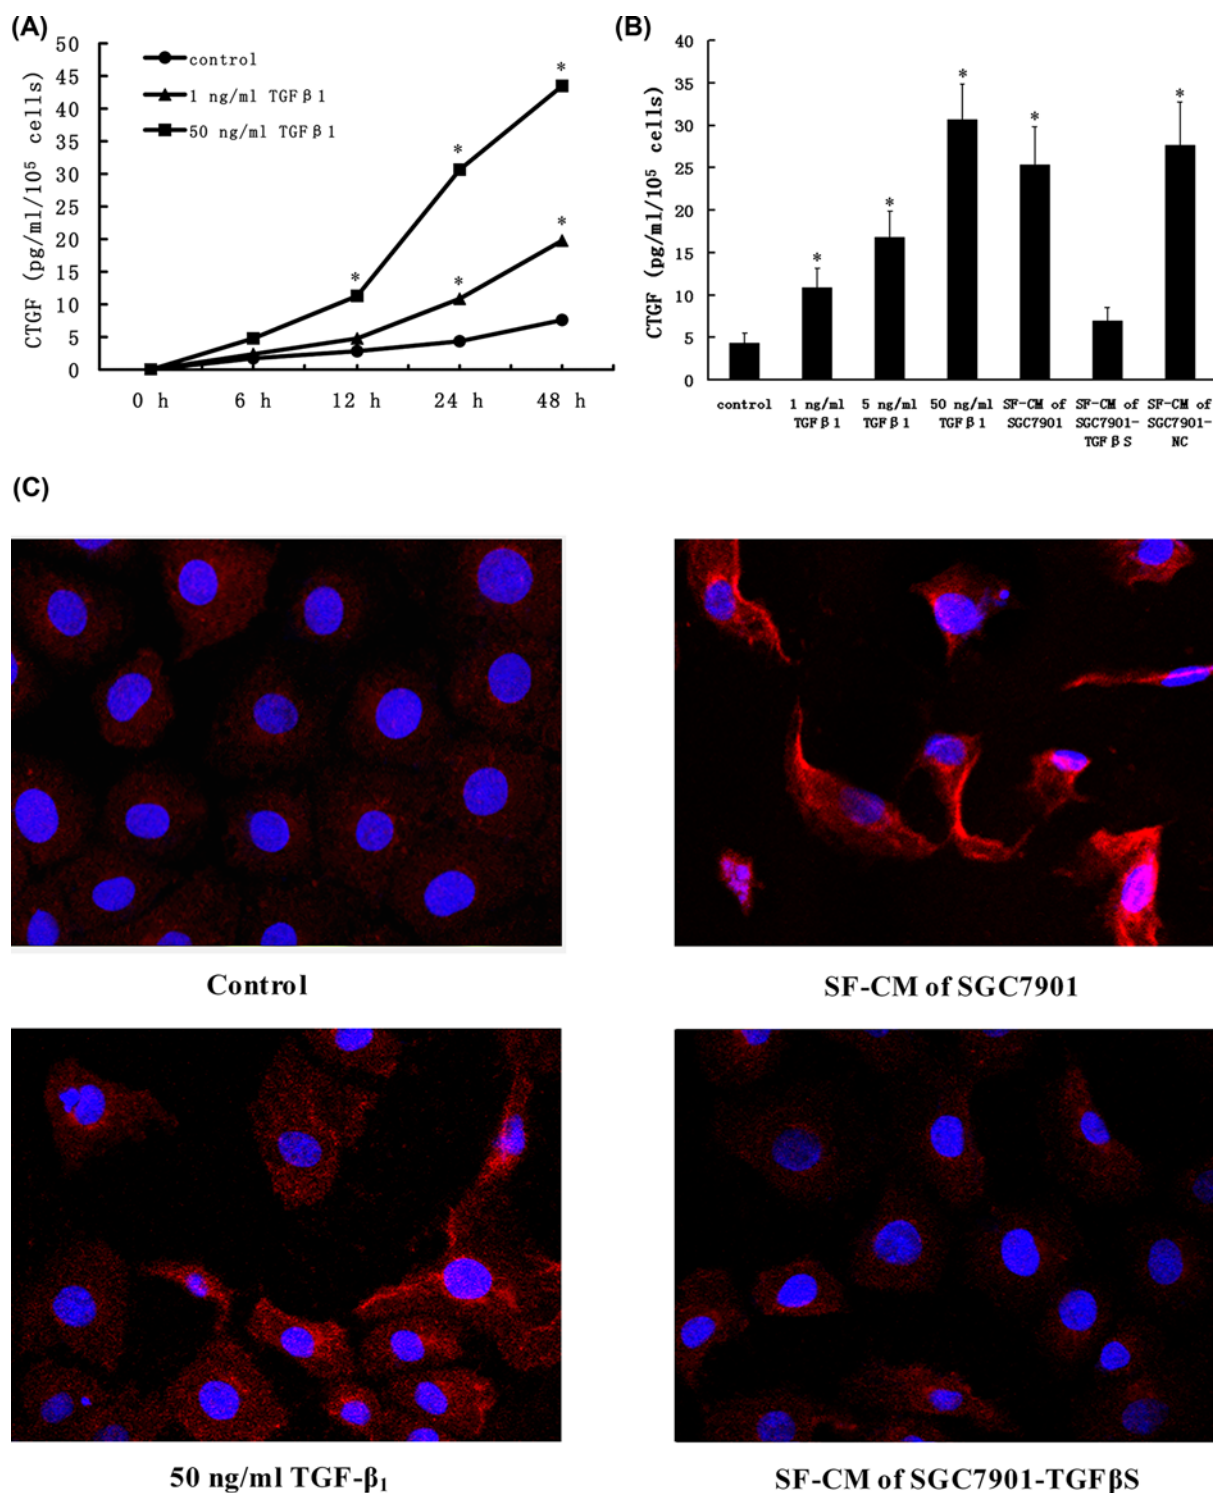 (A)
CTGF (pg/ml/10⁵ cells)
50
45
40
35
30
25
20
15
10
5
0
control
1 ng/ml TGFβ1
50 ng/ml TGFβ1
*
*
*
*
*
0 h
6 h
12 h
24 h
48 h
(B)
CTGF (pg/ml/10⁵ cells)
40
35
30
25
20
15
10
5
0
*
*
*
*
*
control
1 ng/ml
TGFβ1
5 ng/ml
TGFβ1
50 ng/ml
TGFβ1
SF-CM of
SGC7901
SF-CM of
SGC7901-
TGFβS
SF-CM of
SGC7901-
NC
(C)
Control
SF-CM of SGC7901
50 ng/ml TGF-β₁
SF-CM of SGC7901-TGFβS